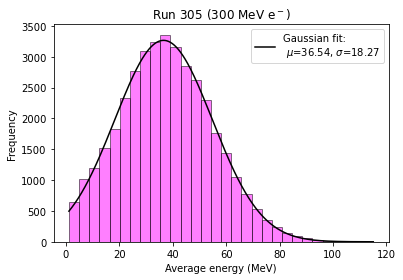 Run 305 (300 MeV e⁻)
Gaussian fit:
μ=36.54, σ=18.27
Frequency
3500
3000
2500
2000
1500
1000
500
0
0 20 40 60 80 100 120
Average energy (MeV)